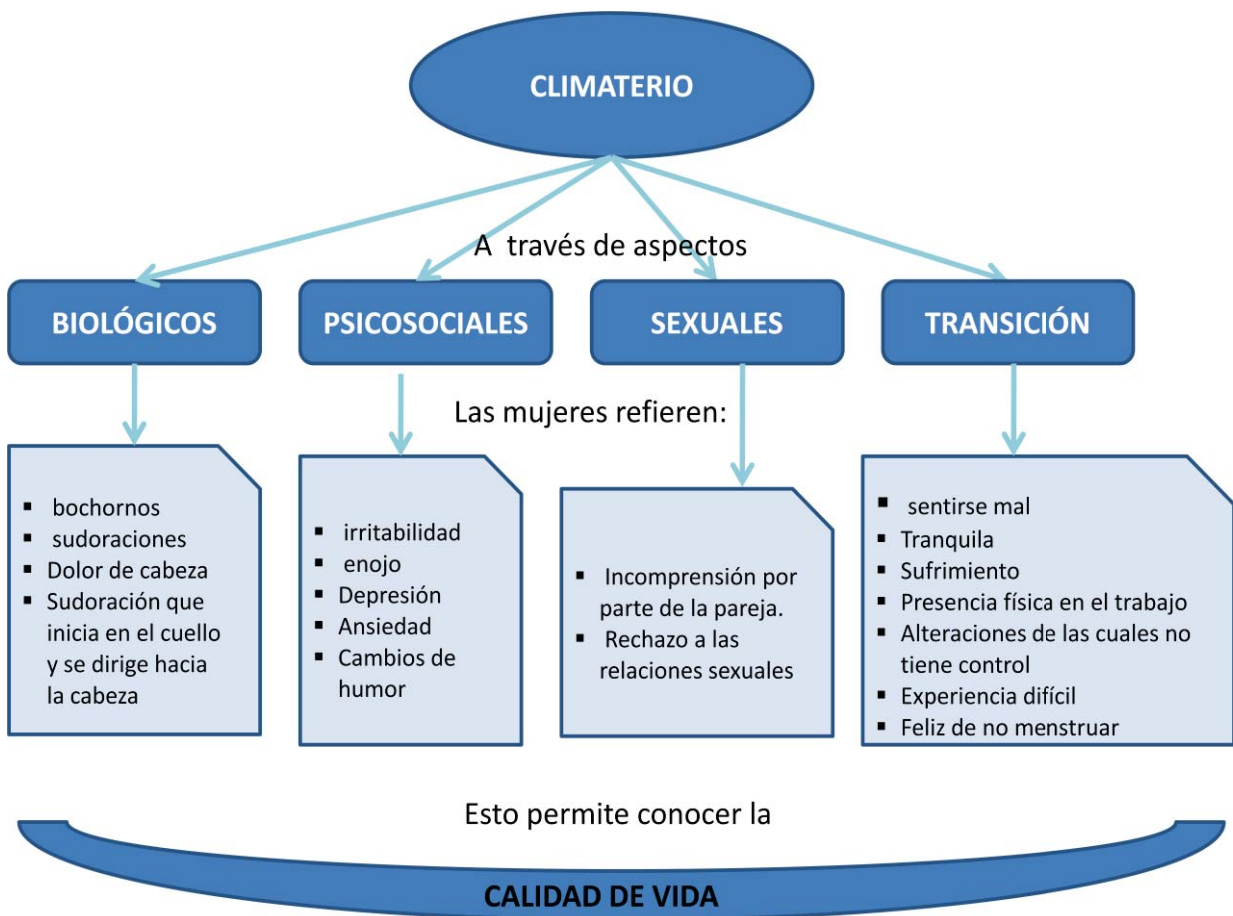 CLIMATERIO
A través de aspectos
BIOLÓGICOS
PSICOSOCIALES
SEXUALES
TRANSICIÓN
Las mujeres refieren:
▪ bochornos
▪ sudoraciones
▪ Dolor de cabeza
▪ Sudoración que
inicia en el cuello
y se dirige hacia
la cabeza
▪ irritabilidad
▪ enojo
▪ Depresión
▪ Ansiedad
▪ Cambios de
humor
▪ Incomprensión por
parte de la pareja.
▪ Rechazo a las
relaciones sexuales
▪ sentirse mal
▪ Tranquila
▪ Sufrimiento
▪ Presencia física en el trabajo
▪ Alteraciones de las cuales no
tiene control
▪ Experiencia difícil
▪ Feliz de no menstruar
Esto permite conocer la
CALIDAD DE VIDA